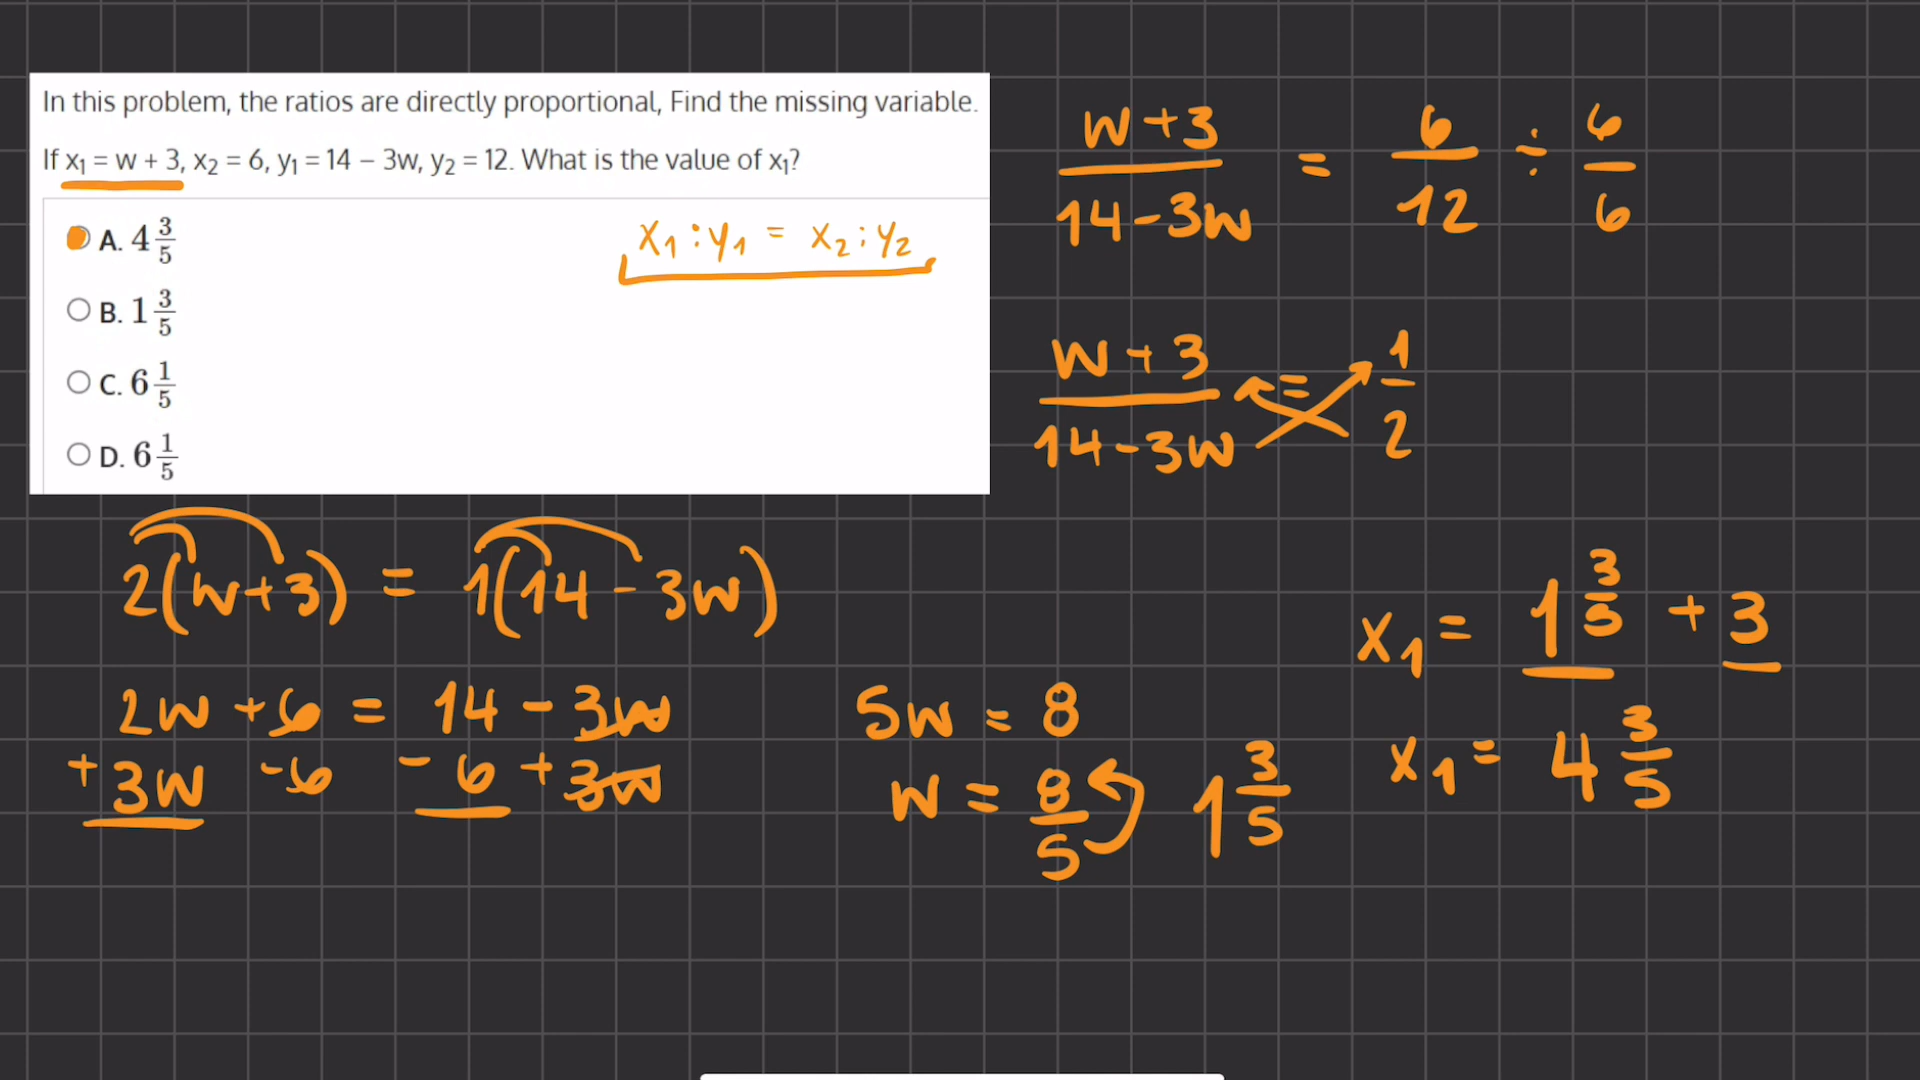 In this problem, the ratios are directly proportional, Find the missing variable.
If x₁ = w + 3, x₂ = 6, y₁ = 14 – 3w, y₂ = 12. What is the value of x₁?
A. 4 3/5
B. 1 3/5
C. 6 1/5
D. 6 1/5
x₁ : y₁ = x₂ : y₂
(w+3)/(14-3w) = 6/12 ÷ 6/6
(w+3)/(14-3w) = 1/2
2(w+3) = 1(14-3w)
2w +6 = 14 - 3w
+3w -6 -6 +3w
5w = 8
w = 8/5 1 3/5
x₁ = 1 3/5 + 3
x₁ = 4 3/5